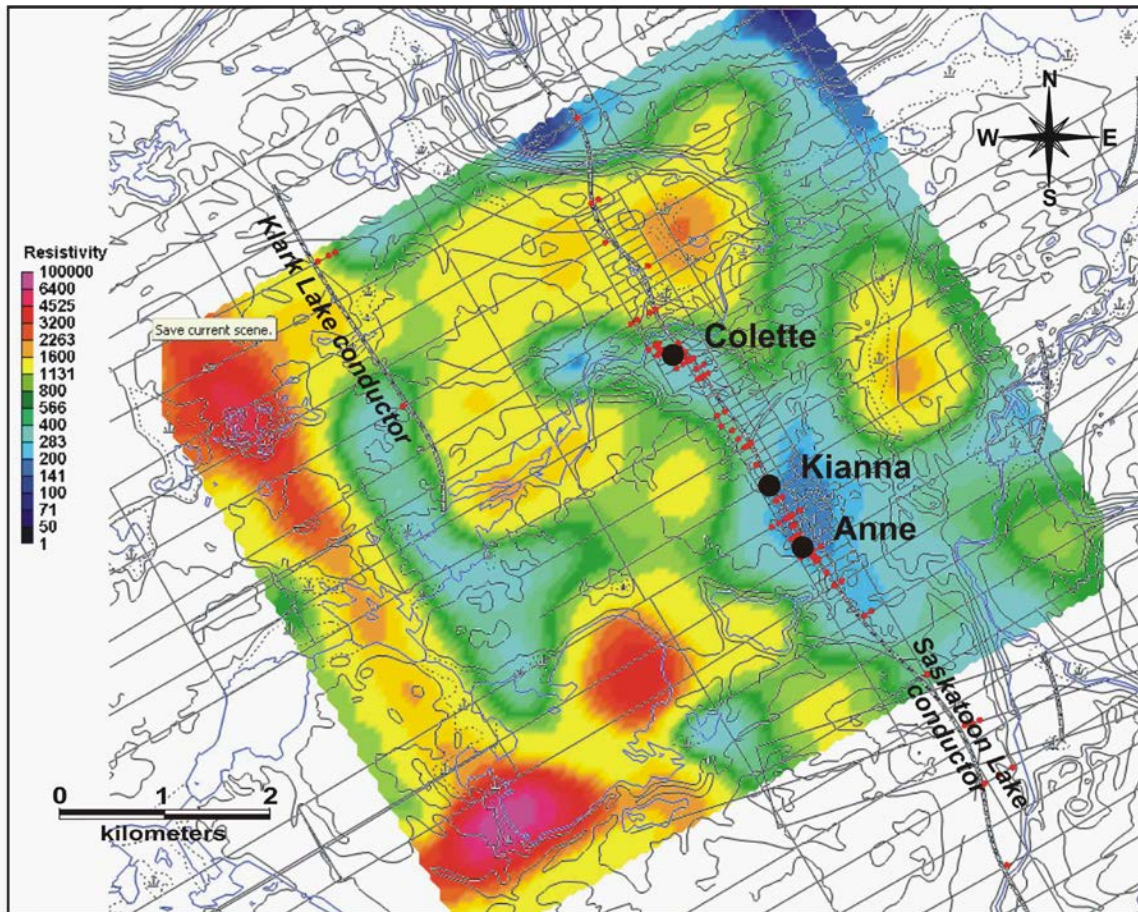 N
W E
S
Resistivity
100000
6400
4525
3200
2263
1600
1131
800
566
400
283
200
141
100
71
50
1
Save current scene.
Klark Lake conductor
Colette
Kianna
Anne
Saskatoon Lake
conductor
0 1 2
kilometers